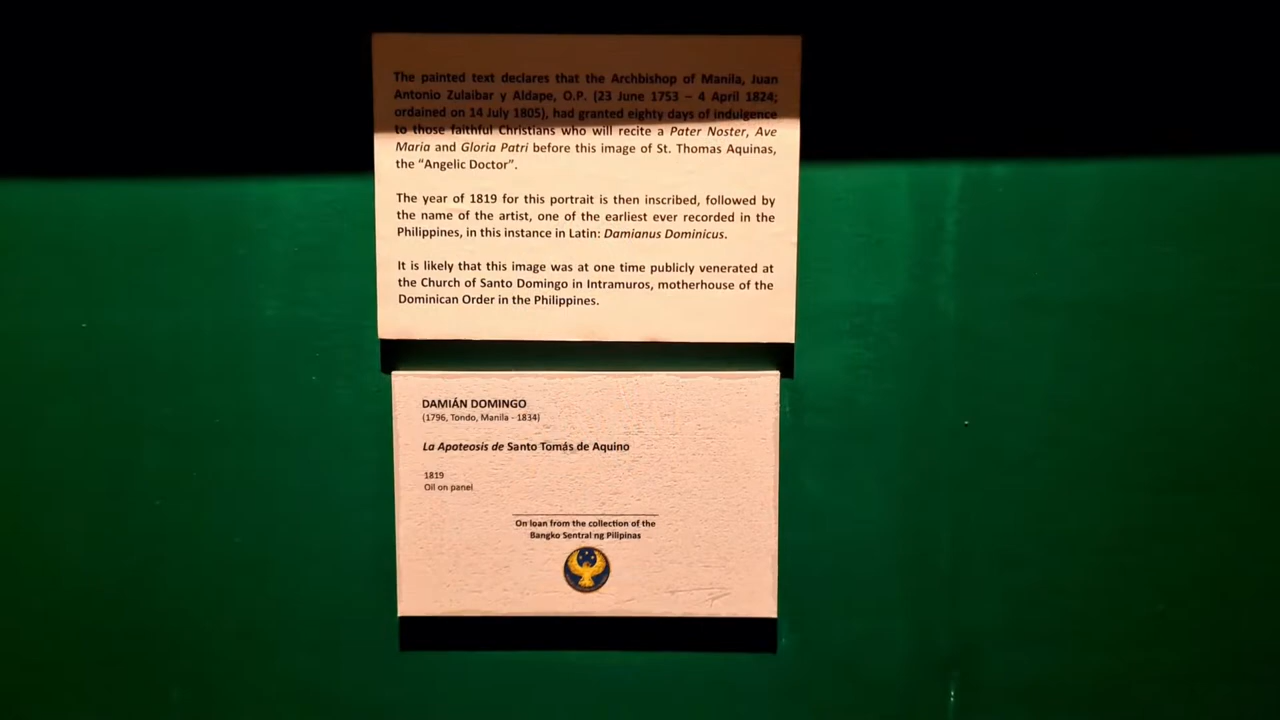 The painted text declares that the Archbishop of Manila, Juan
Antonio Zulaibar y Aldape, O.P. (23 June 1753 – 4 April 1824;
ordained on 14 July 1805), had granted eighty days of indulgence
to those faithful Christians who will recite a Pater Noster, Ave
Maria and Gloria Patri before this image of St. Thomas Aquinas,
the “Angelic Doctor”.
The year of 1819 for this portrait is then inscribed, followed by
the name of the artist, one of the earliest ever recorded in the
Philippines, in this instance in Latin: Damianus Dominicus.
It is likely that this image was at one time publicly venerated at
the Church of Santo Domingo in Intramuros, motherhouse of the
Dominican Order in the Philippines.
DAMIÁN DOMINGO
(1796, Tondo, Manila - 1834)
La Apoteosis de Santo Tomás de Aquino
1819
Oil on panel
On loan from the collection of the
Bangko Sentral ng Pilipinas